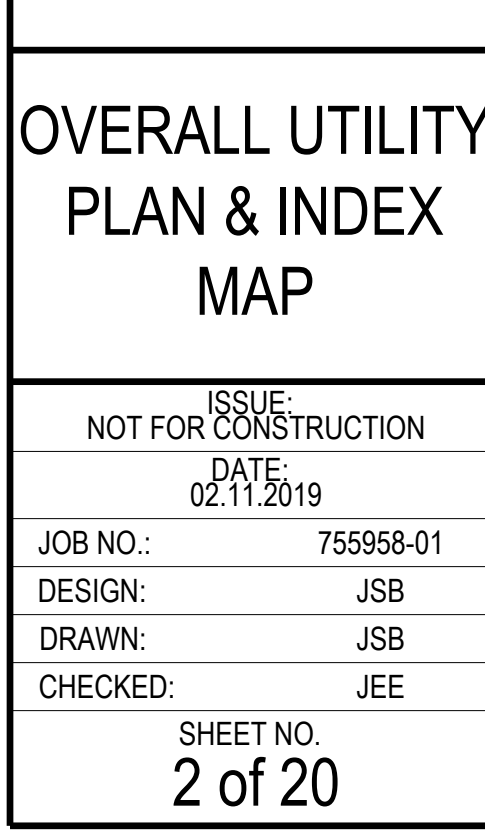 OVERALL UTILITY
PLAN & INDEX
MAP
ISSUE:
NOT FOR CONSTRUCTION
DATE:
02.11.2019
JOB NO.: 755958-01
DESIGN: JSB
DRAWN: JSB
CHECKED: JEE
SHEET NO.
2 of 20